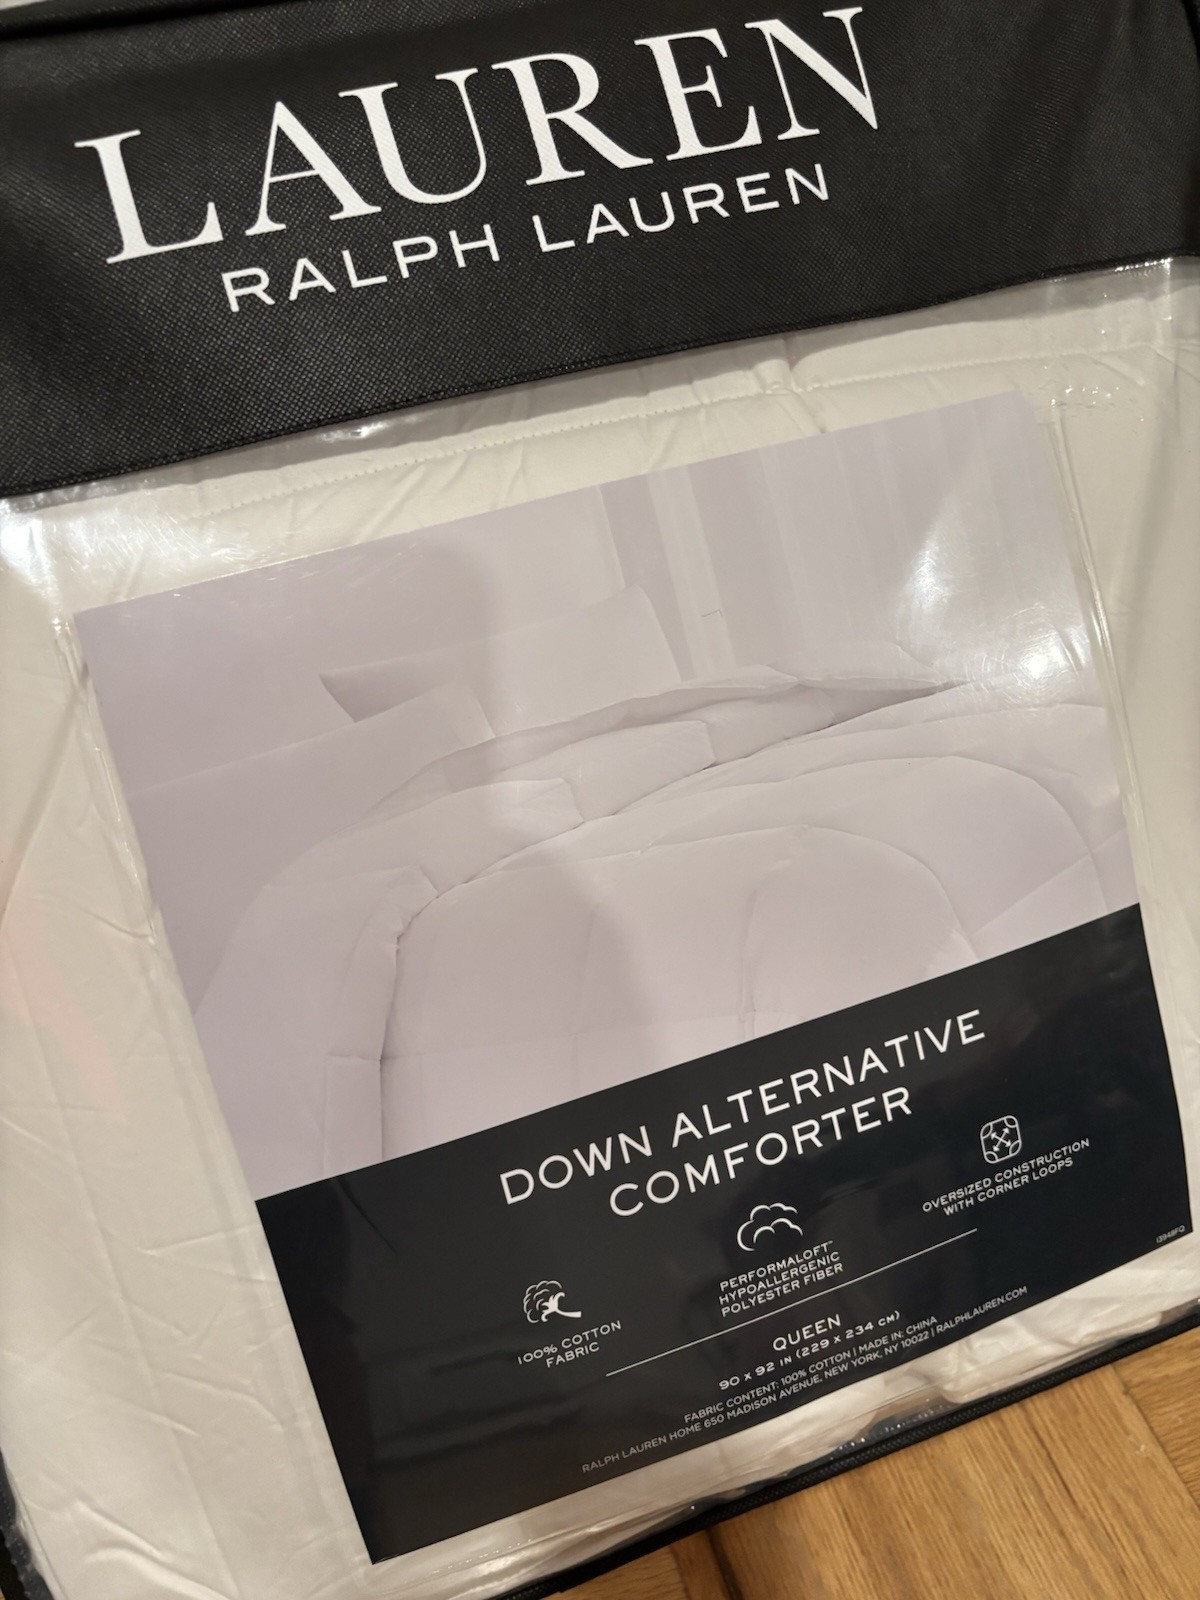 LAUREN
RALPH LAUREN
DOWN ALTERNATIVE
COMFORTER
100% COTTON
FABRIC
PERFORMALOFT™
HYPOALLERGENIC
POLYESTER FIBER
OVERSIZED CONSTRUCTION
WITH CORNER LOOPS
QUEEN
90 X 92 IN (229 X 234 CM)
FABRIC CONTENT: 100% COTTON | MADE IN: CHINA
RALPH LAUREN HOME 650 MADISON AVENUE, NEW YORK, NY 10022 | RALPHLAUREN.COM